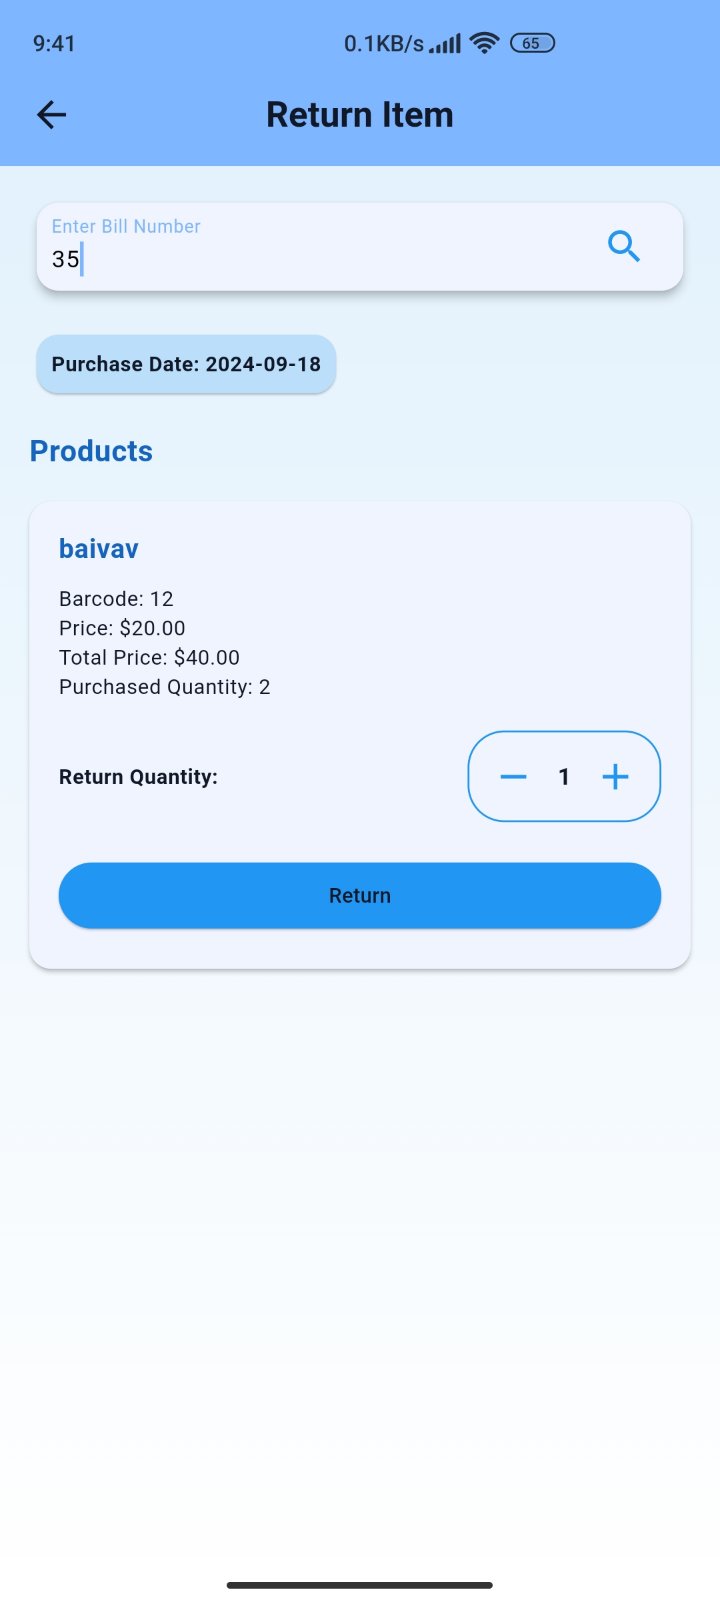 9:41 0.1KB/s 65
Return Item
Enter Bill Number
35
Purchase Date: 2024-09-18
Products
baivav
Barcode: 12
Price: $20.00
Total Price: $40.00
Purchased Quantity: 2
Return Quantity: 1
Return